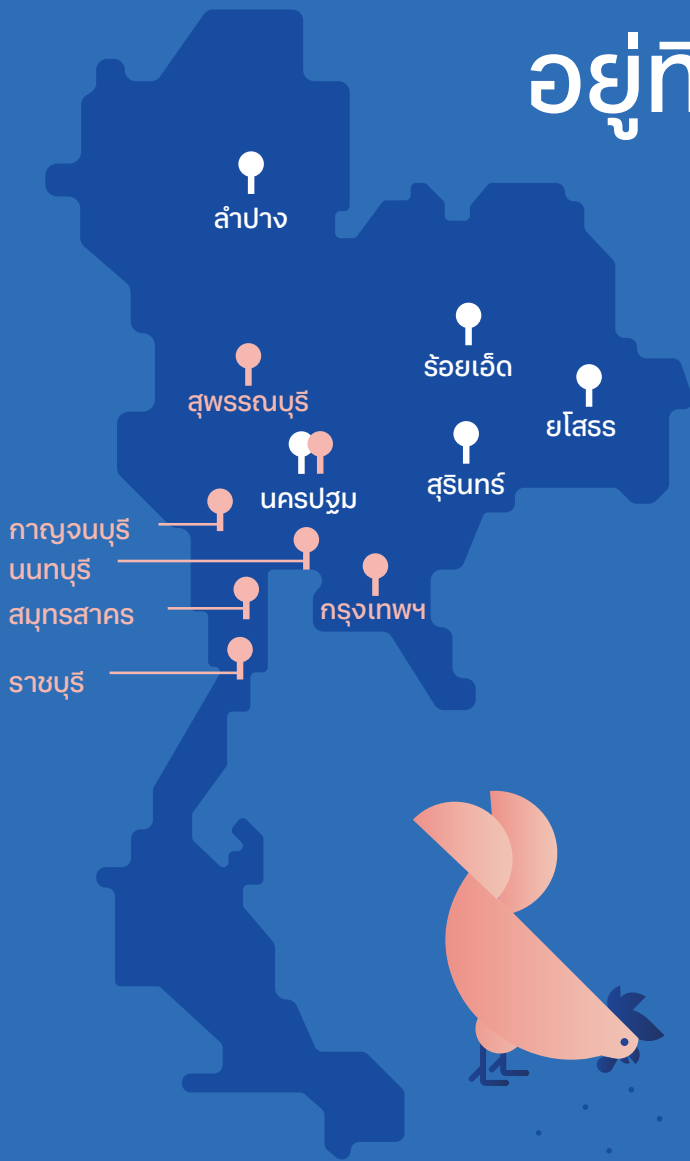 อยู่ที่
ลำปาง
ร้อยเอ็ด
สุพรรณบุรี
ยโสธร
สุรินทร์
นครปฐม
กาญจนบุรี
นนทบุรี
สมุทรสาคร
กรุงเทพฯ
ราชบุรี